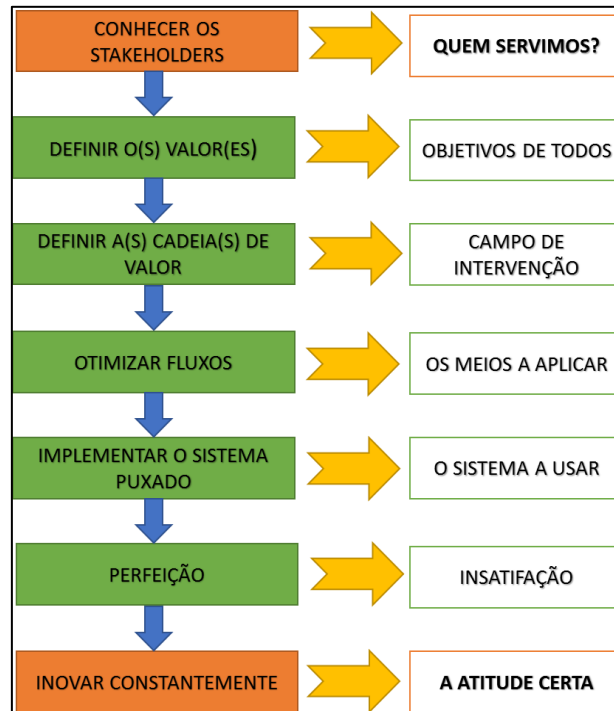 CONHECER OS
STAKEHOLDERS
QUEM SERVIMOS?
DEFINIR O(S) VALOR(ES)
OBJETIVOS DE TODOS
DEFINIR A(S) CADEIA(S) DE
VALOR
CAMPO DE
INTERVENÇÃO
OTIMIZAR FLUXOS
OS MEIOS A APLICAR
IMPLEMENTAR O SISTEMA
PUXADO
O SISTEMA A USAR
PERFEIÇÃO
INSATIFAÇÃO
INOVAR CONSTANTEMENTE
A ATITUDE CERTA